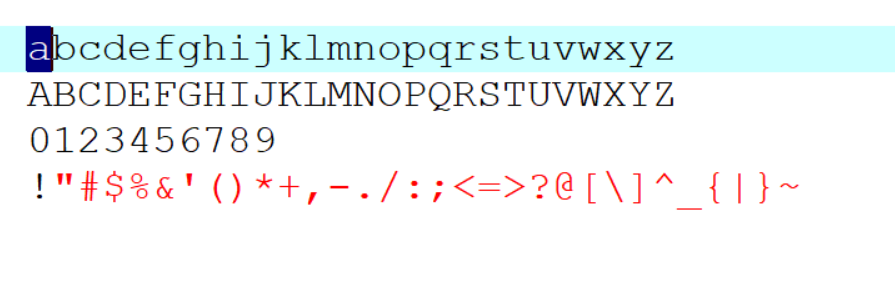 abcdefghijklmnopqrstuvwxyz
ABCDEFGHIJKLMNOPQRSTUVWXYZ
0123456789
!"#$%&'()*+,-./:;<=>?@[\]^_{|}~